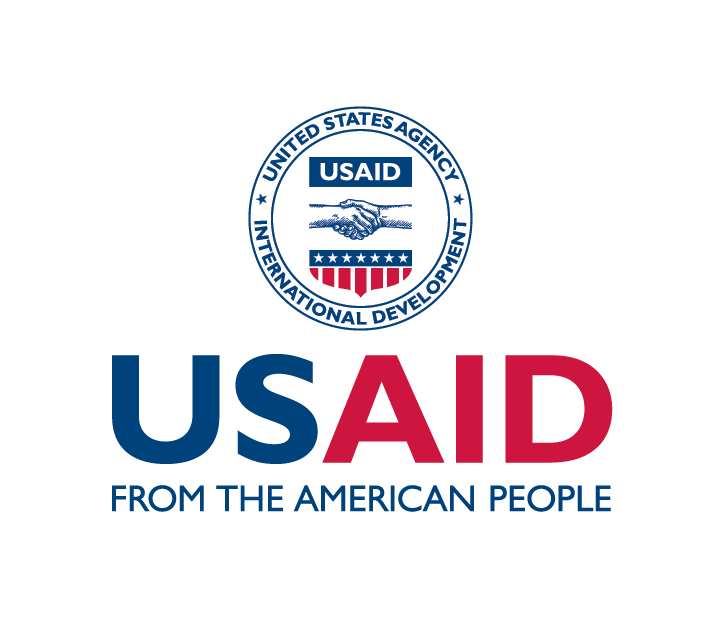 UNITED STATES AGENCY
USAID
INTERNATIONAL DEVELOPMENT
USAID
FROM THE AMERICAN PEOPLE